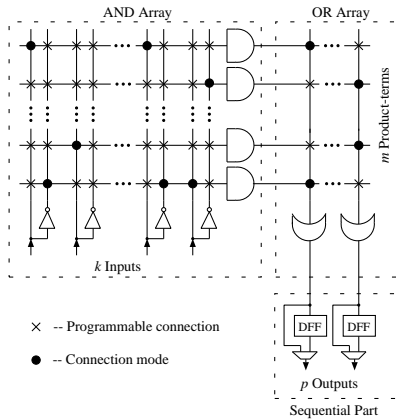 AND Array
OR Array
m Product-terms
k Inputs
× -- Programmable connection
● -- Connection mode
DFF
DFF
p Outputs
Sequential Part